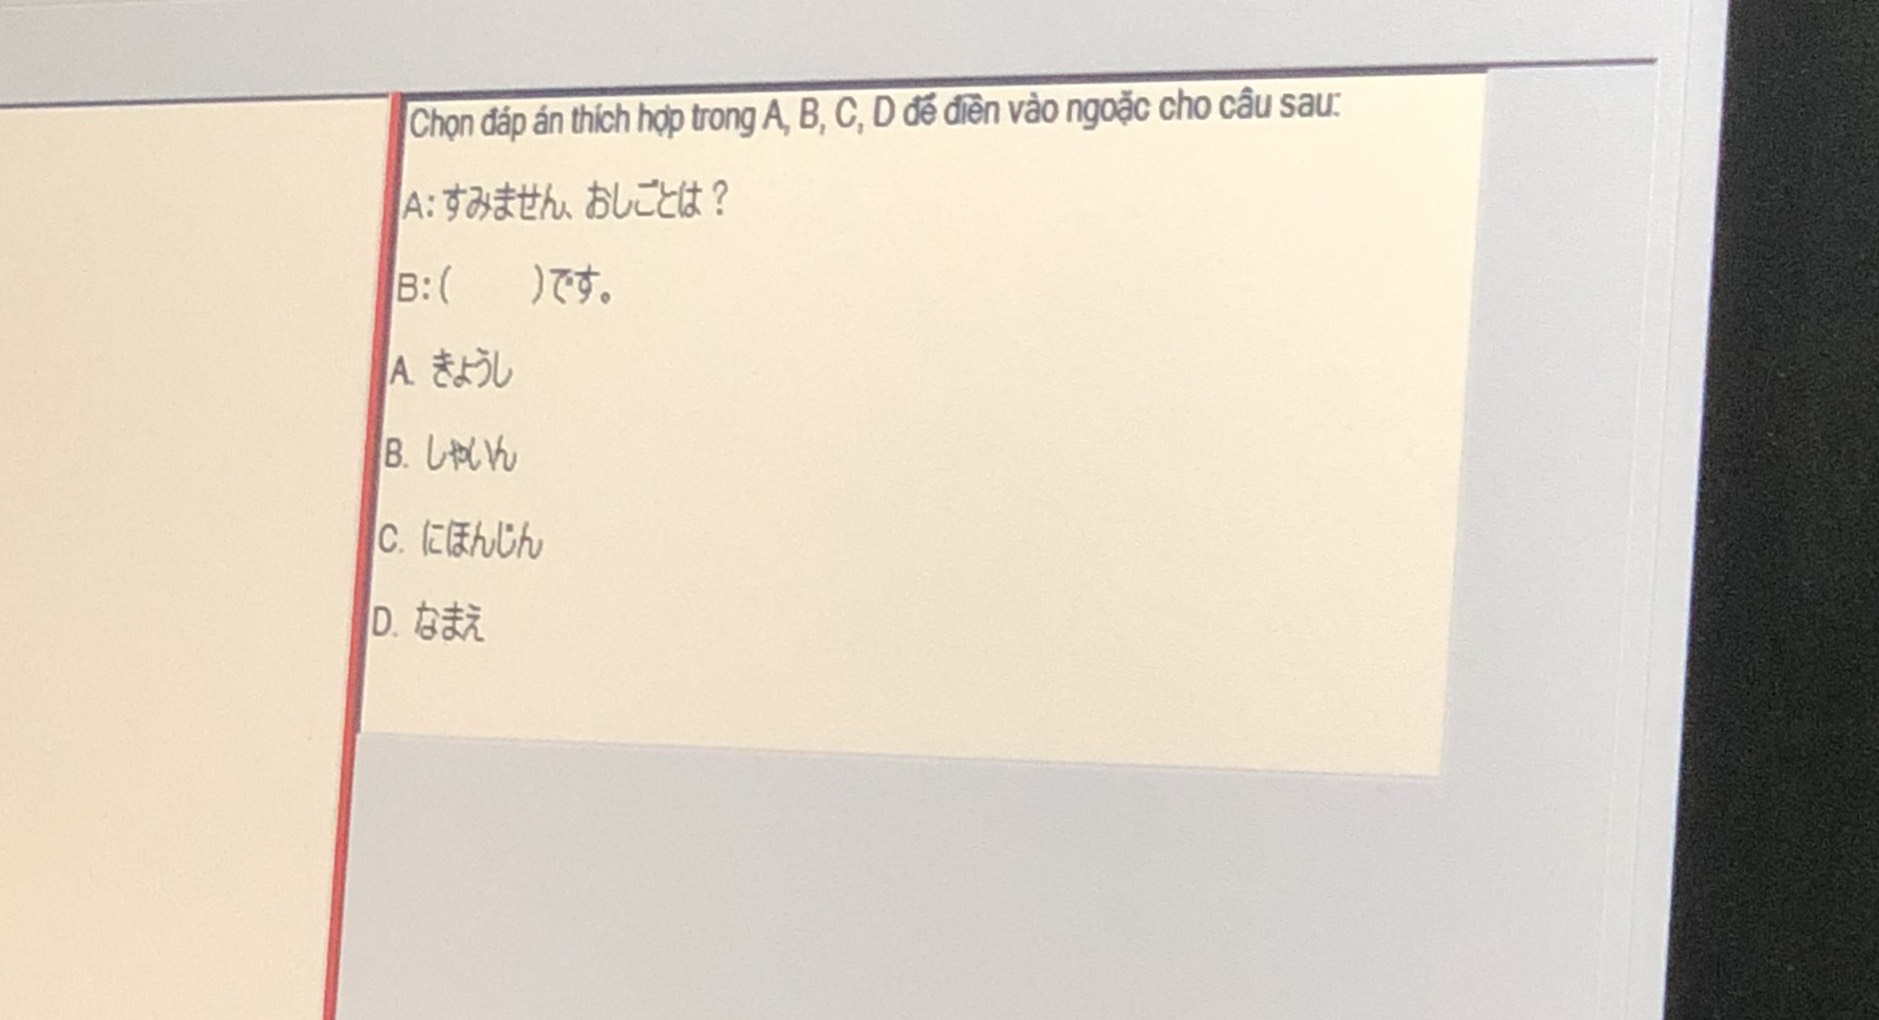 Chọn đáp án thích hợp trong A, B, C, D để điền vào ngoặc cho câu sau:
A: すみません、おしごとは？
B: (　　)です。
A. きょうし
B. しゃいん
C. にほんじん
D. なまえ